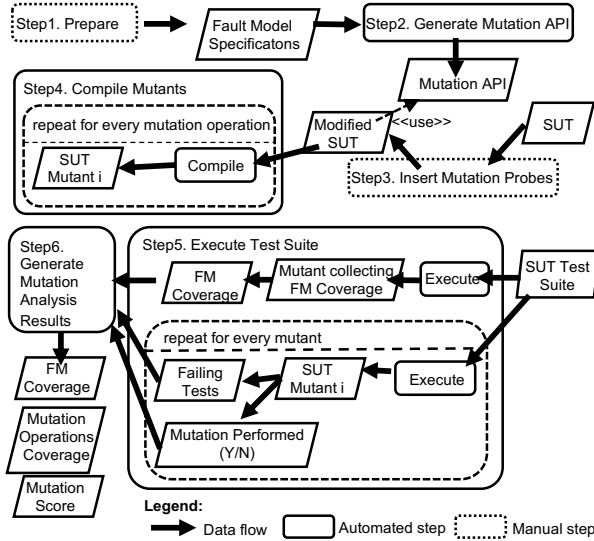 Step1. Prepare
Fault Model
Specificatons
Step2. Generate Mutation API
Mutation API
Step4. Compile Mutants
repeat for every mutation operation
SUT
Mutant i
Compile
Modified
SUT
<<use>>
SUT
Step3. Insert Mutation Probes
Step6.
Generate
Mutation
Analysis
Results
Step5. Execute Test Suite
FM
Coverage
Mutant collecting
FM Coverage
Execute
SUT Test
Suite
repeat for every mutant
Failing
Tests
SUT
Mutant i
Execute
Mutation Performed
(Y/N)
FM
Coverage
Mutation
Operations
Coverage
Mutation
Score
Legend:
Data flow
Automated step
Manual step